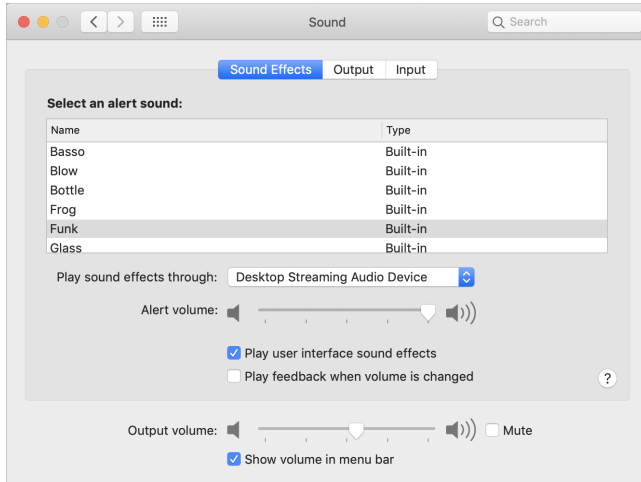 Sound
Search
Sound Effects Output Input
Select an alert sound:
Name Type
Basso Built-in
Blow Built-in
Bottle Built-in
Frog Built-in
Funk Built-in
Glass Built-in
Play sound effects through: Desktop Streaming Audio Device
Alert volume:
Play user interface sound effects
Play feedback when volume is changed
?
Output volume: Mute
Show volume in menu bar